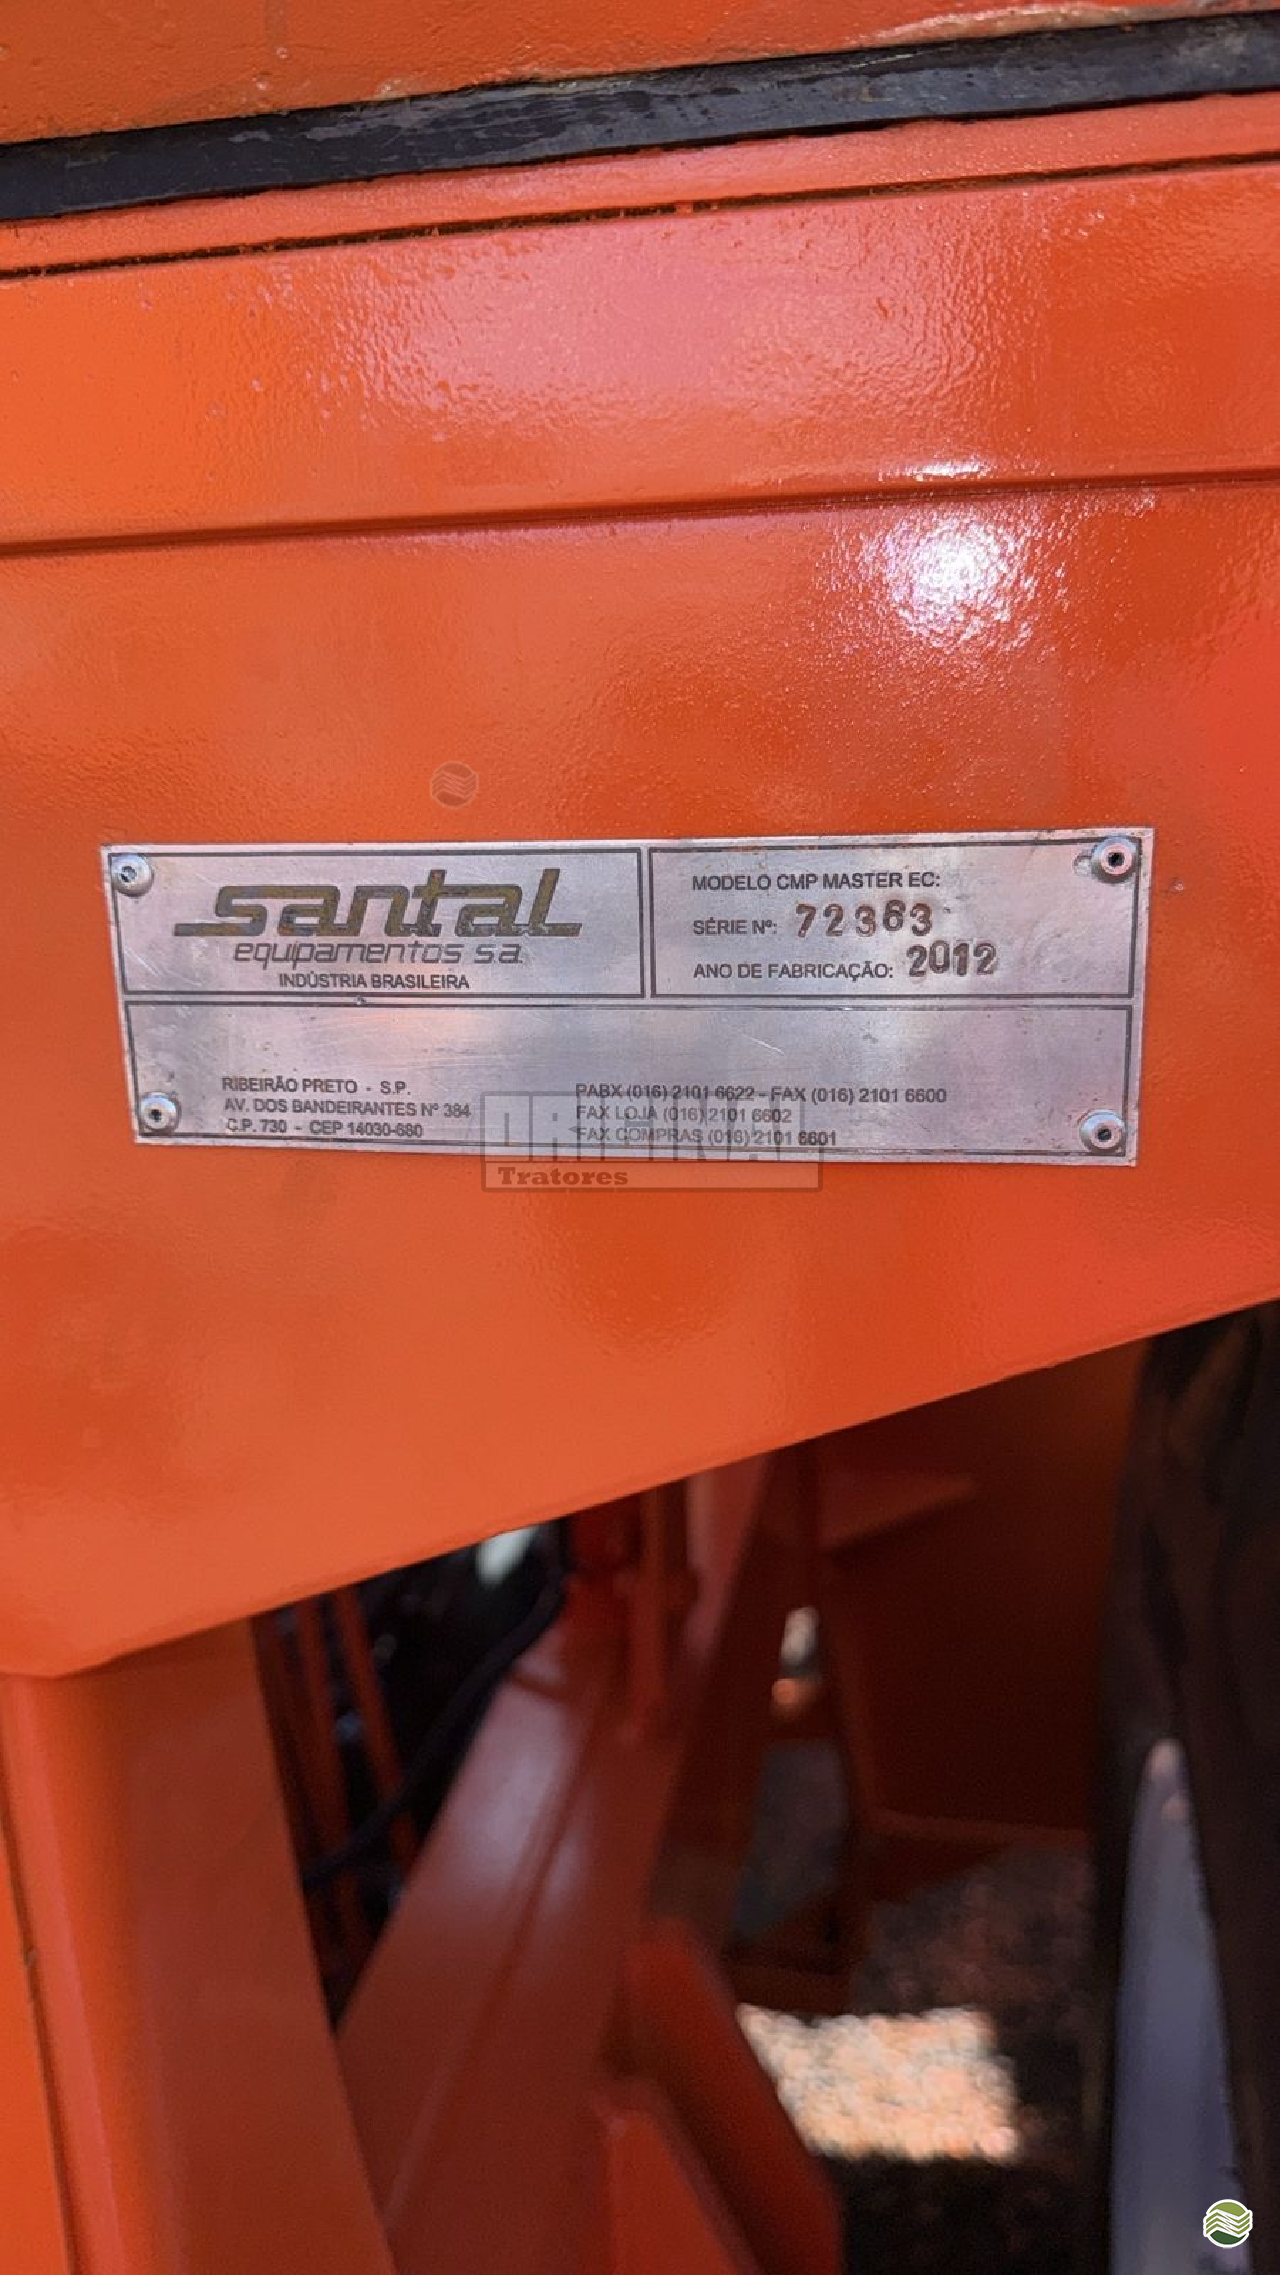 santal
equipamentos s.a.
INDÚSTRIA BRASILEIRA
MODELO CMP MASTER EC:
SÉRIE Nº: 72363
ANO DE FABRICAÇÃO: 2012
RIBEIRÃO PRETO - S.P.
AV. DOS BANDEIRANTES Nº 384
C.P. 730 - CEP 14030-680
PABX (016) 2101 6622 - FAX (016) 2101 6600
FAX LOJA (016) 2101 6602
FAX COMPRAS (016) 2101 6601
Tratores